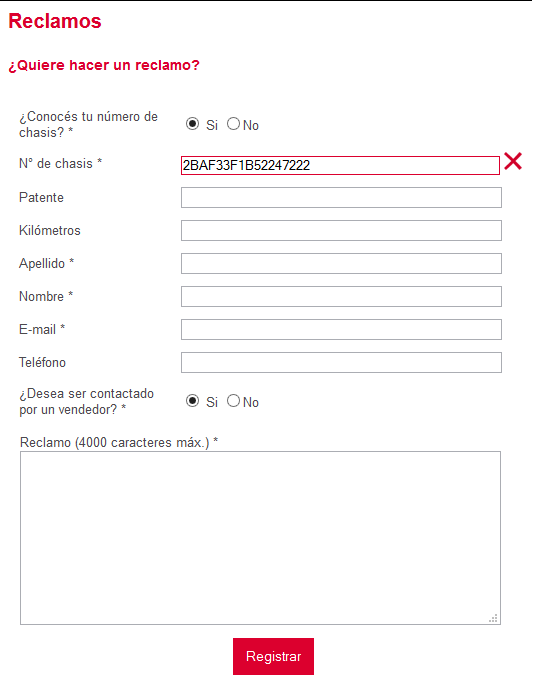 Reclamos
¿Quiere hacer un reclamo?
¿Conocés tu número de
chasis? *
Si
No
N° de chasis *
2BAF33F1B52247222
Patente
Kilómetros
Apellido *
Nombre *
E-mail *
Teléfono
¿Desea ser contactado
por un vendedor? *
Si
No
Reclamo (4000 caracteres máx.) *
Registrar